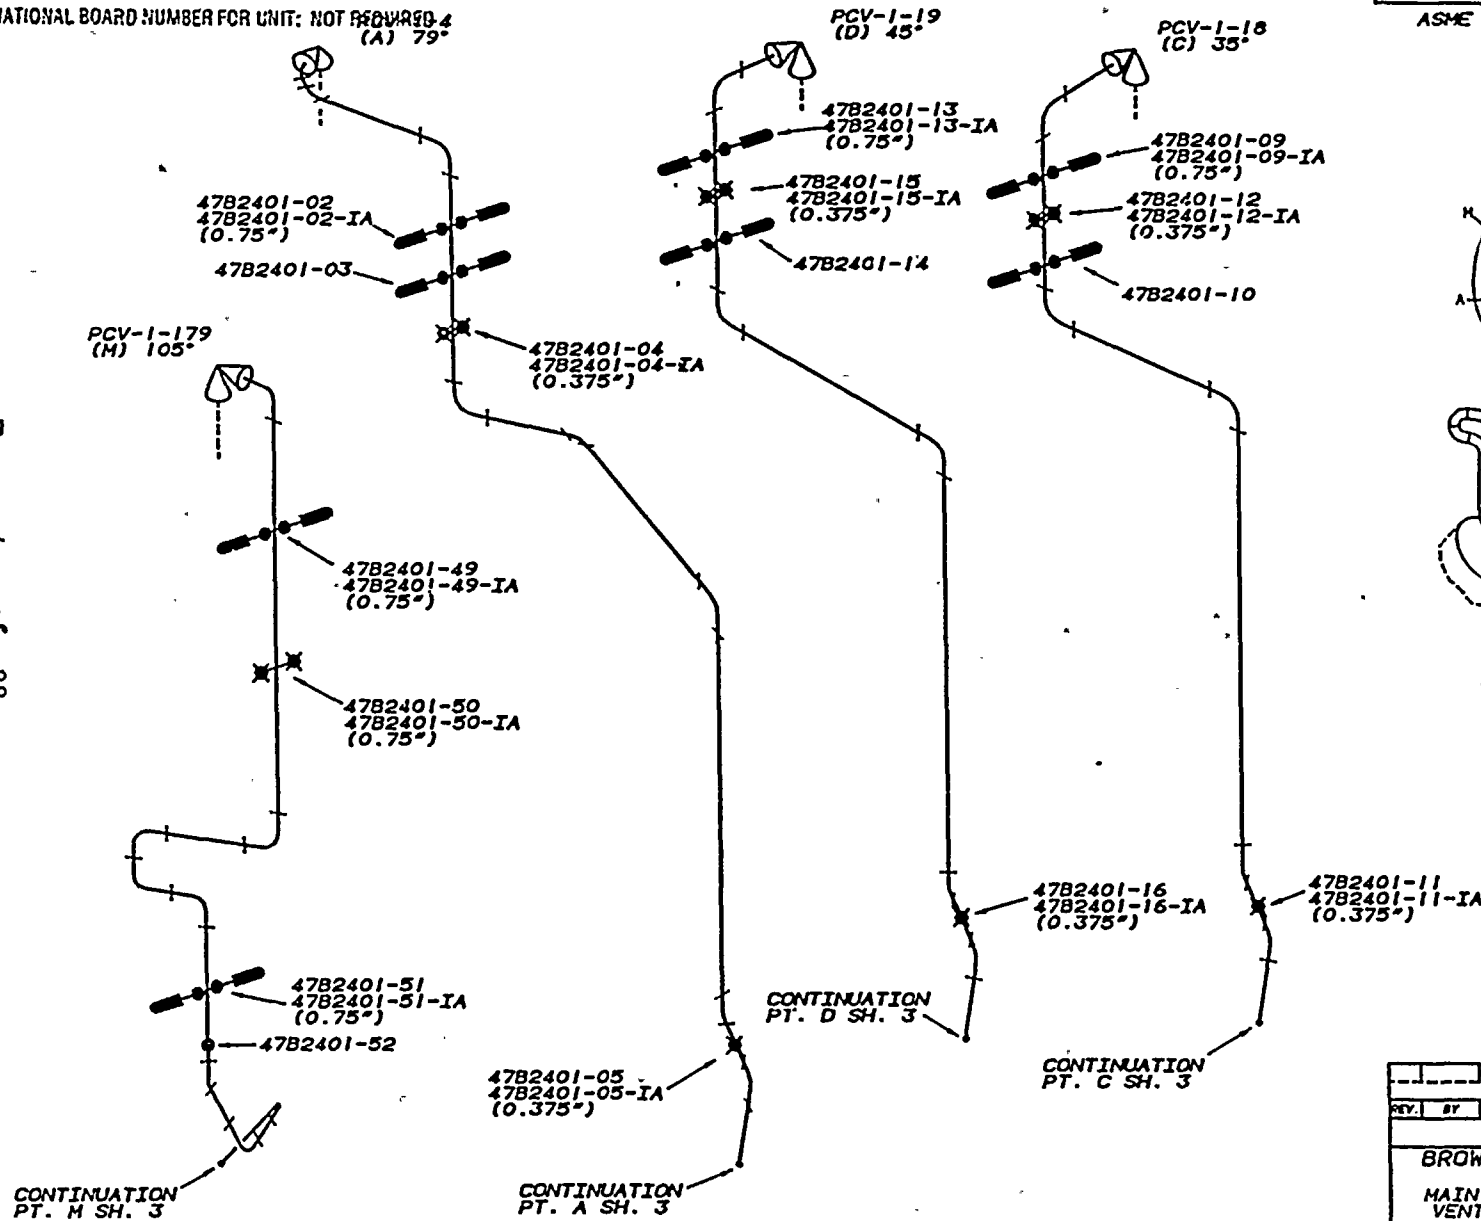 NATIONAL BOARD NUMBER FOR UNIT: NOT REQUIRED
(A) 79°
PCV-1-19
(D) 45°
PCV-1-18
(C) 35°
ASME
47B2401-13
47B2401-13-IA
(0.75")
47B2401-09
47B2401-09-IA
(0.75")
47B2401-02
47B2401-02-IA
(0.75")
47B2401-15
47B2401-15-IA
(0.375")
47B2401-12
47B2401-12-IA
(0.375")
H
47B2401-03
47B2401-14
47B2401-10
A
PCV-1-179
(M) 105°
47B2401-04
47B2401-04-IA
(0.375")
47B2401-49
47B2401-49-IA
(0.75")
47B2401-50
47B2401-50-IA
(0.75")
47B2401-16
47B2401-16-IA
(0.375")
47B2401-11
47B2401-11-IA
(0.375")
47B2401-51
47B2401-51-IA
(0.75")
47B2401-52
CONTINUATION
PT. D SH. 3
47B2401-05
47B2401-05-IA
(0.375")
CONTINUATION
PT. C SH. 3
REV. BY
BROW
MAIN
VENT
CONTINUATION
PT. M SH. 3
CONTINUATION
PT. A SH. 3